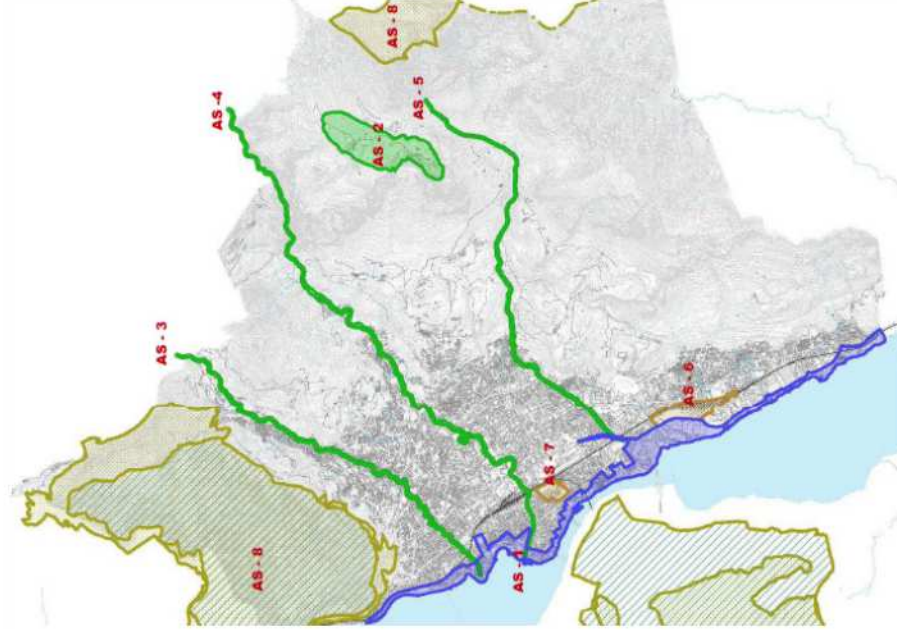 AS - 8
AS - 4
AS - 5
AS - 2
AS - 3
AS - 6
AS - 7
AS - 8
AS - 1